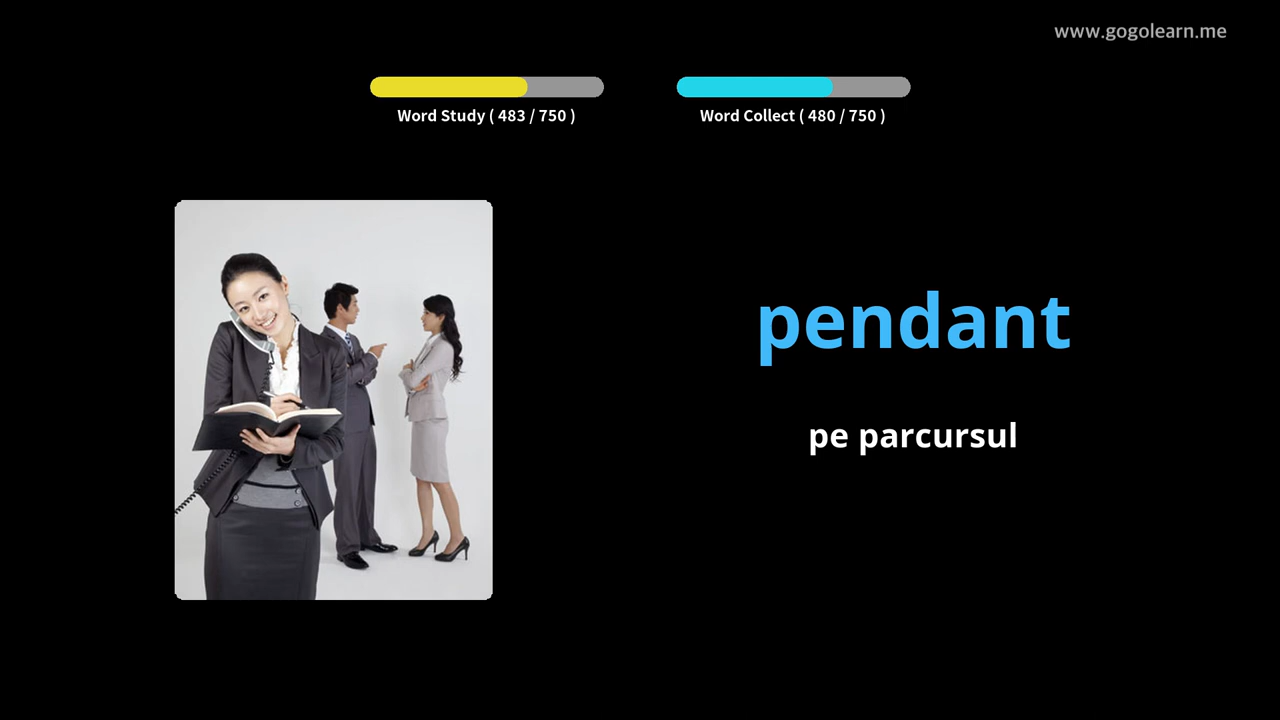 www.gogolearn.me
Word Study ( 483 / 750 )
Word Collect ( 480 / 750 )
pendant
pe parcursul